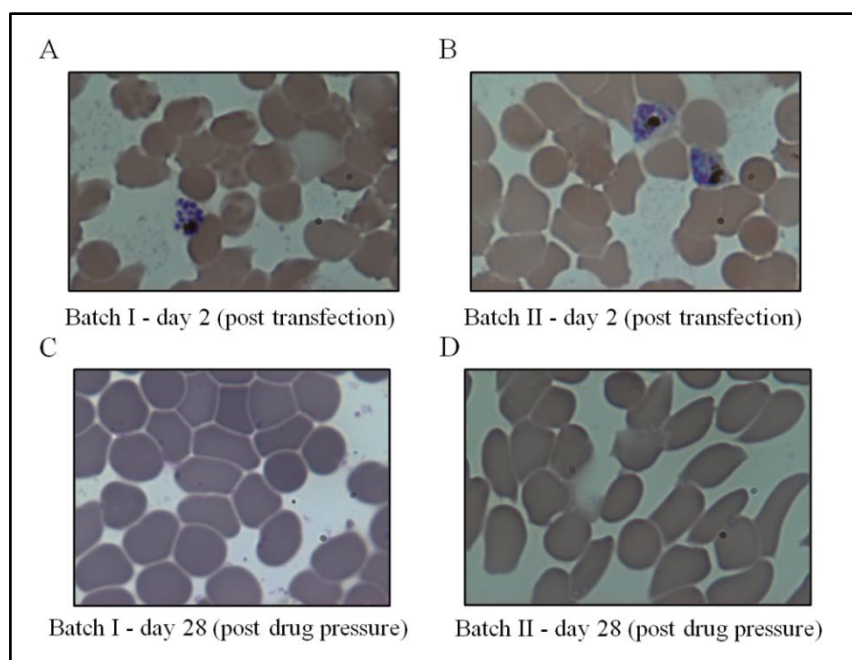 A
B
Batch I - day 2 (post transfection)
Batch II - day 2 (post transfection)
C
D
Batch I - day 28 (post drug pressure)
Batch II - day 28 (post drug pressure)